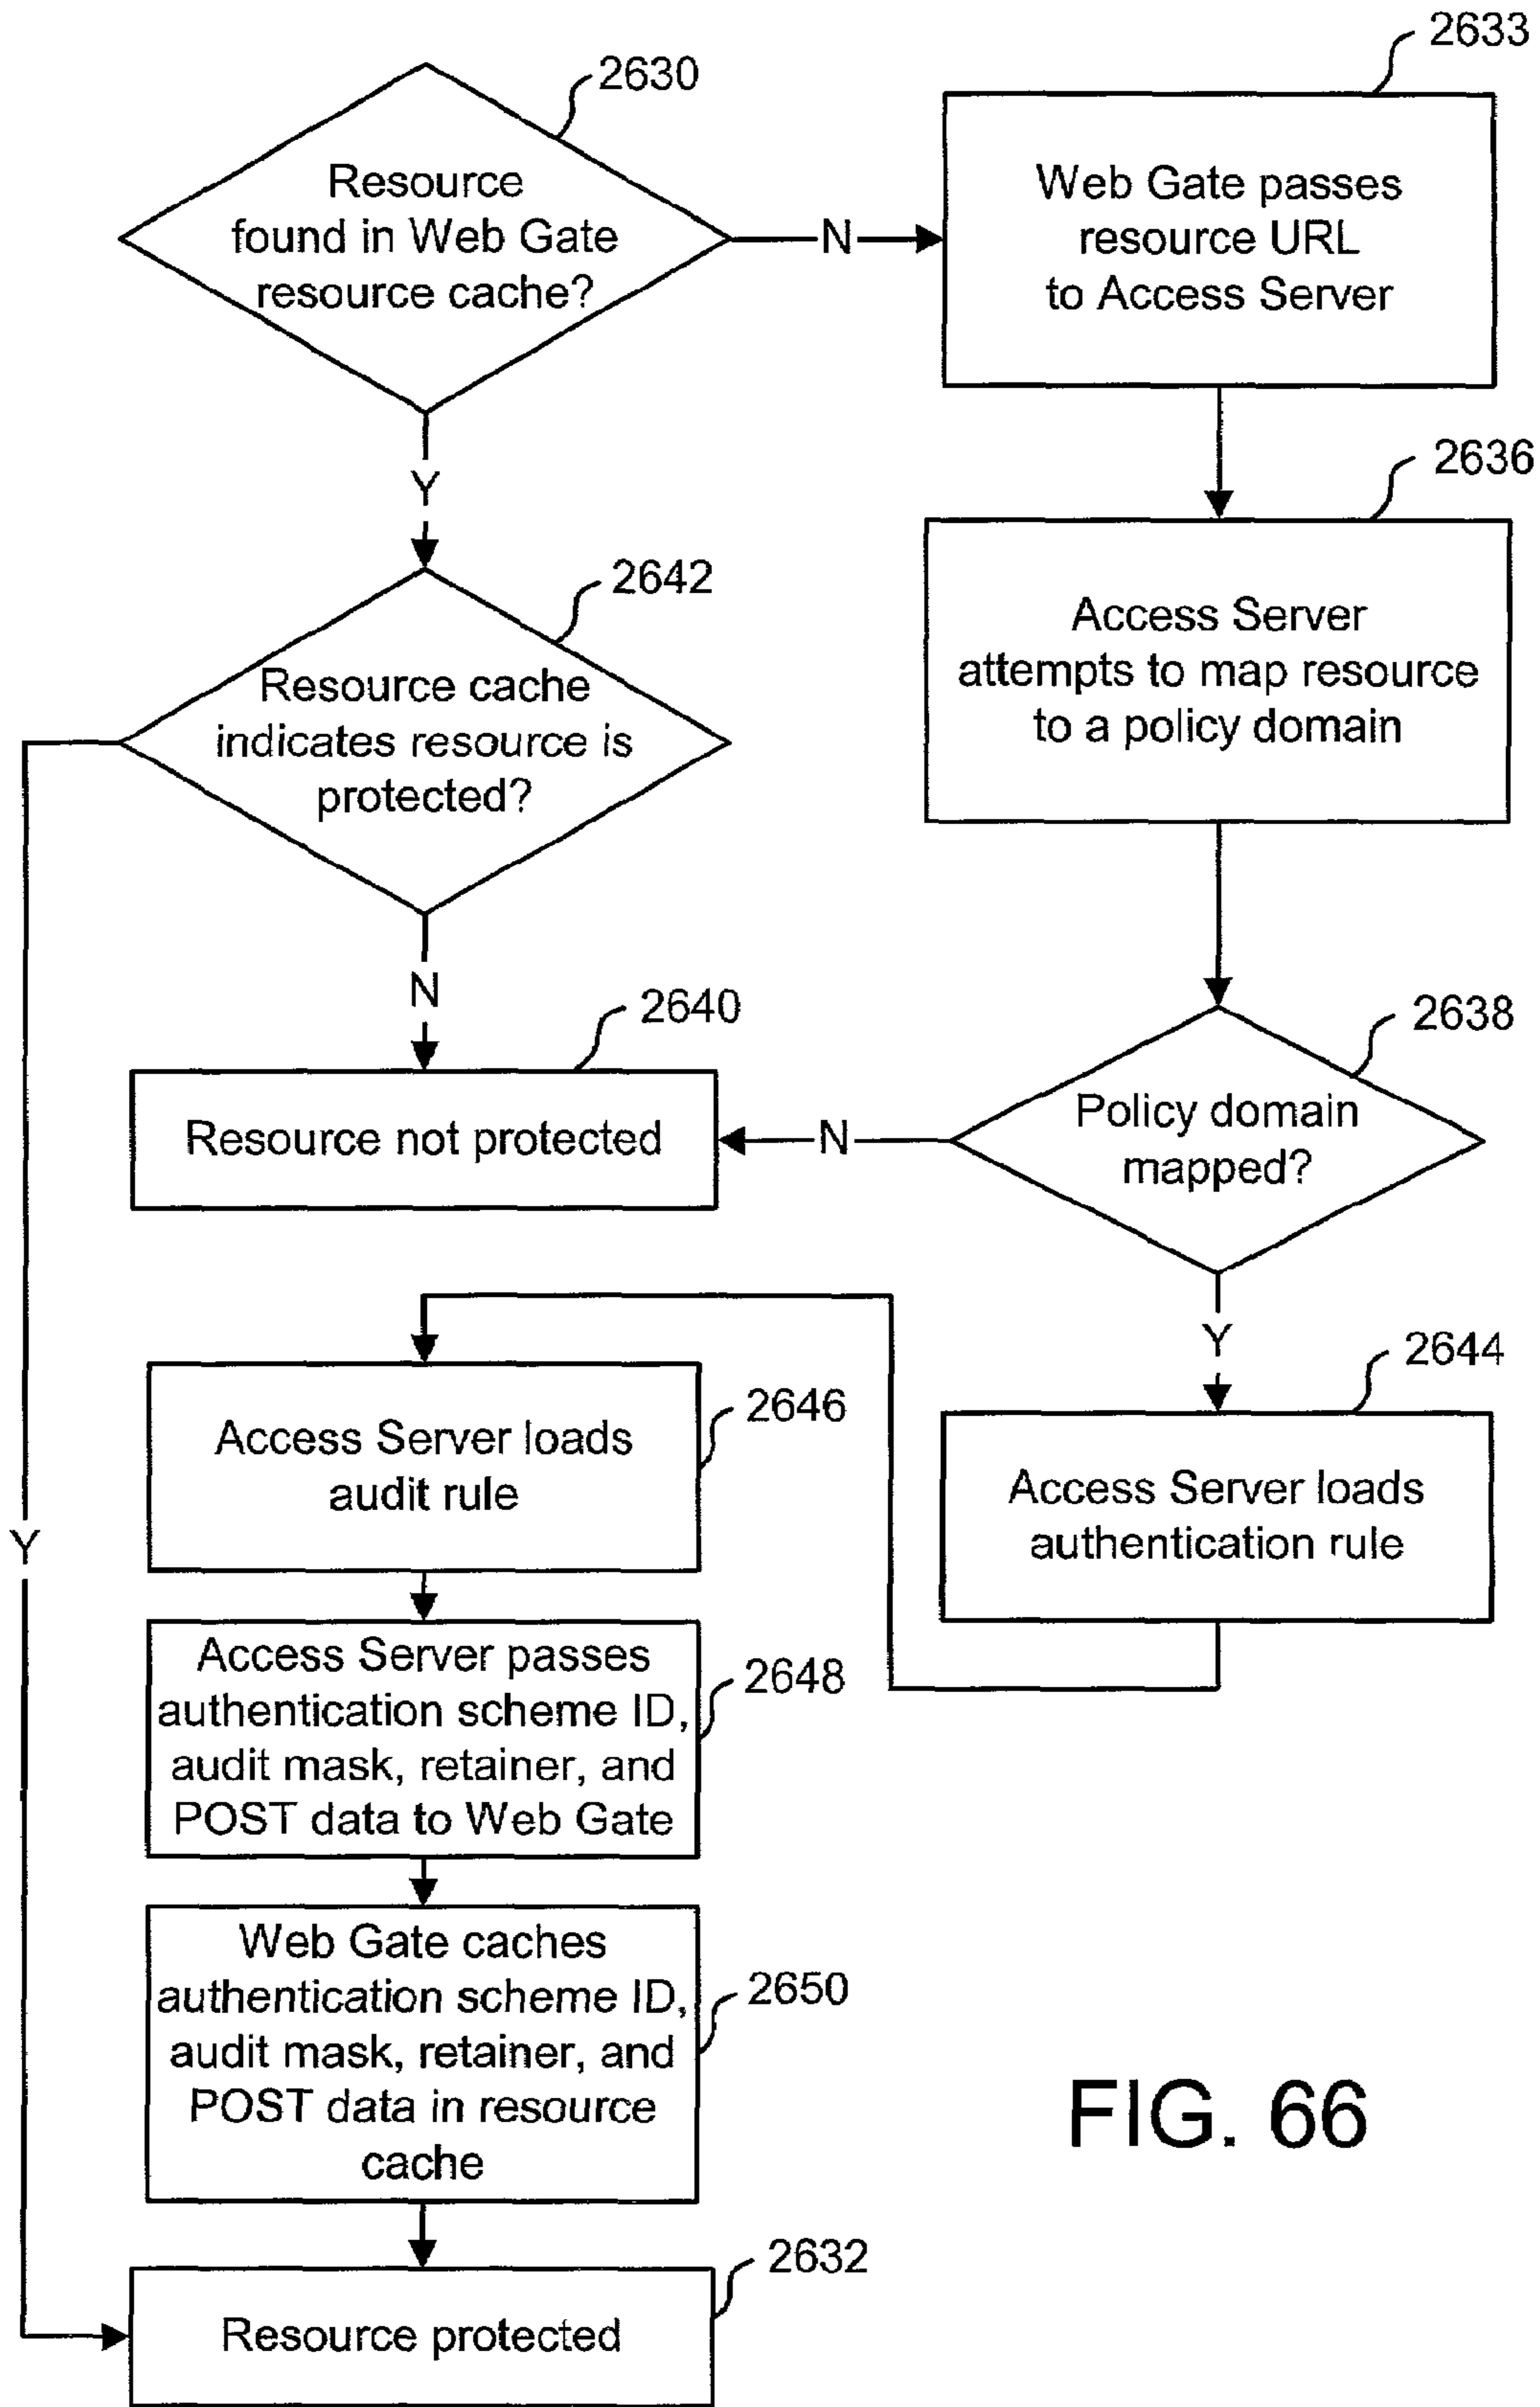 2633
2630
Resource
found in Web Gate
resource cache?
N
Web Gate passes
resource URL
to Access Server
Y
2636
2642
Access Server
attempts to map resource
to a policy domain
Resource cache
indicates resource is
protected?
N
2640
2638
Resource not protected
N
Policy domain
mapped?
Y
2644
2646
Access Server loads
audit rule
Access Server loads
authentication rule
Y
Access Server passes
authentication scheme ID,
audit mask, retainer, and
POST data to Web Gate
2648
Web Gate caches
authentication scheme ID,
audit mask, retainer, and
POST data in resource
cache
2650
FIG. 66
2632
Resource protected